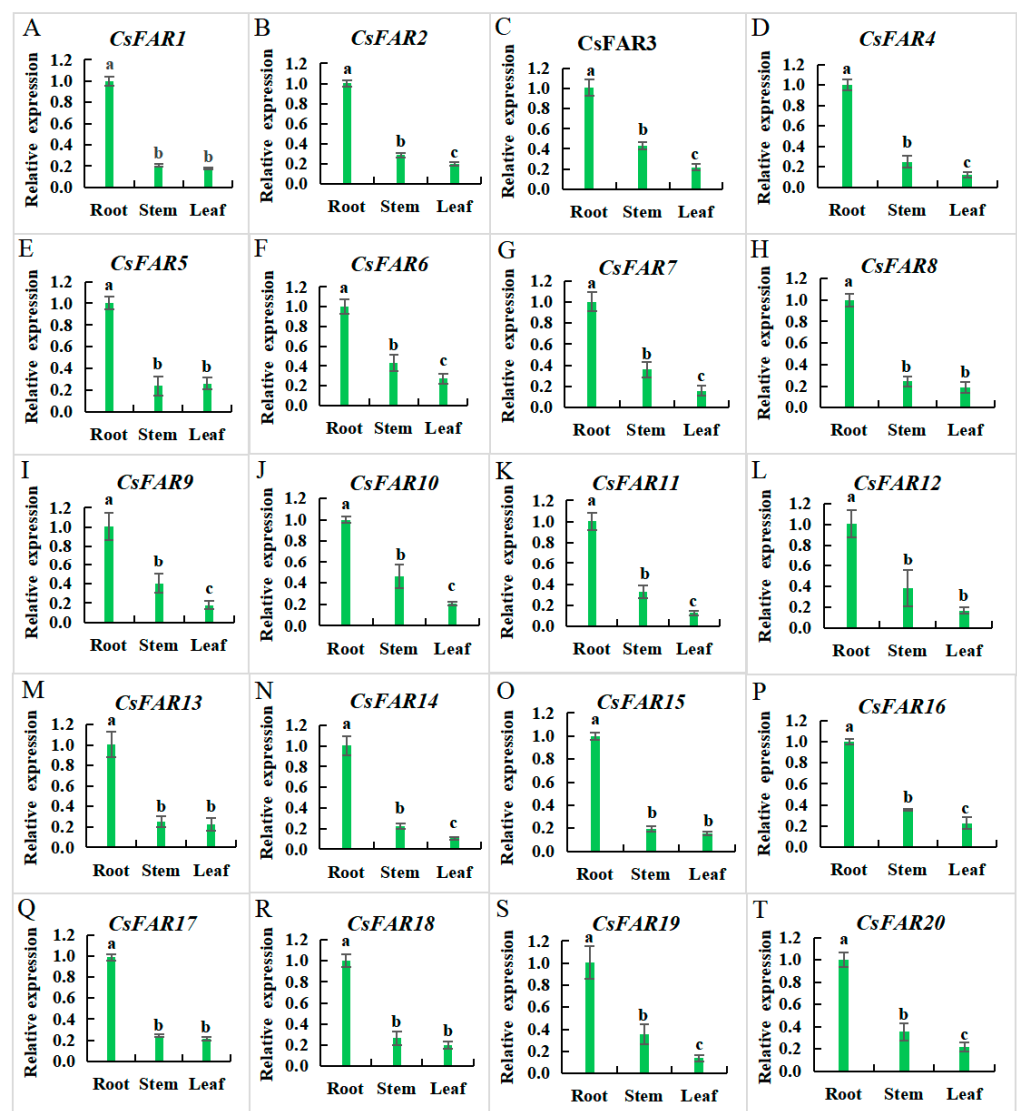 A
CsFAR1
Relative expression
1.2
1.0
0.8
0.6
0.4
0.2
0.0
a
b
b
Root Stem Leaf
B
CsFAR2
Relative expression
1.2
1.0
0.8
0.6
0.4
0.2
0.0
a
b
c
Root Stem Leaf
C
CsFAR3
Relative expression
1.2
1.0
0.8
0.6
0.4
0.2
0.0
a
b
c
Root Stem Leaf
D
CsFAR4
Relative expression
1.2
1.0
0.8
0.6
0.4
0.2
0.0
a
b
c
Root Stem Leaf
E
CsFAR5
Relative expression
1.2
1.0
0.8
0.6
0.4
0.2
0.0
a
b
b
Root Stem Leaf
F
CsFAR6
Relative expression
1.2
1.0
0.8
0.6
0.4
0.2
0.0
a
b
c
Root Stem Leaf
G
CsFAR7
Relative expression
1.2
1.0
0.8
0.6
0.4
0.2
0.0
a
b
c
Root Stem Leaf
H
CsFAR8
Relative expression
1.2
1.0
0.8
0.6
0.4
0.2
0.0
a
b
b
Root Stem Leaf
I
CsFAR9
Relative expression
1.2
1.0
0.8
0.6
0.4
0.2
0.0
a
b
c
Root Stem Leaf
J
CsFAR10
Relative expression
1.2
1.0
0.8
0.6
0.4
0.2
0.0
a
b
c
Root Stem Leaf
K
CsFAR11
Relative expression
1.2
1.0
0.8
0.6
0.4
0.2
0.0
a
b
c
Root Stem Leaf
L
CsFAR12
Relative expression
1.2
1.0
0.8
0.6
0.4
0.2
0.0
a
b
b
Root Stem Leaf
M
CsFAR13
Relative expression
1.2
1.0
0.8
0.6
0.4
0.2
0.0
a
b
b
Root Stem Leaf
N
CsFAR14
Relative expression
1.2
1.0
0.8
0.6
0.4
0.2
0.0
a
b
c
Root Stem Leaf
O
CsFAR15
Relative expression
1.2
1.0
0.8
0.6
0.4
0.2
0.0
a
b
b
Root Stem Leaf
P
CsFAR16
Relative epression
1.2
1.0
0.8
0.6
0.4
0.2
0.0
a
b
c
Root Stem Leaf
Q
CsFAR17
Relative expression
1.2
1.0
0.8
0.6
0.4
0.2
0.0
a
b
b
Root Stem Leaf
R
CsFAR18
Relative expression
1.2
1.0
0.8
0.6
0.4
0.2
0.0
a
b
b
Root Stem Leaf
S
CsFAR19
Relative expression
1.2
1.0
0.8
0.6
0.4
0.2
0.0
a
b
c
Root Stem Leaf
T
CsFAR20
Relative expression
1.2
1.0
0.8
0.6
0.4
0.2
0.0
a
b
c
Root Stem Leaf